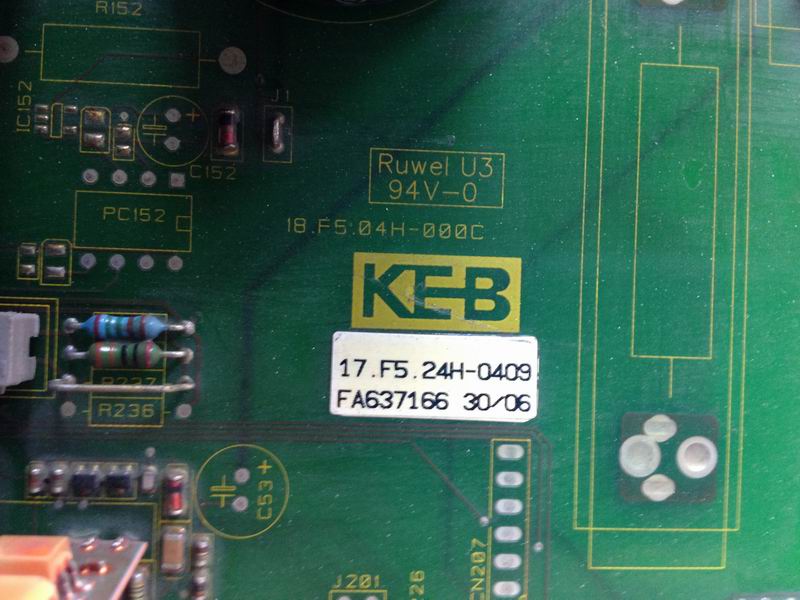 R152
IC152
J1
C152
Ruwel U3
94V-0
PC152
18.F5.04H-000C
KEB
17.F5.24H-0409
FA637166 30/06
R237
R236
C53
CN207
J201